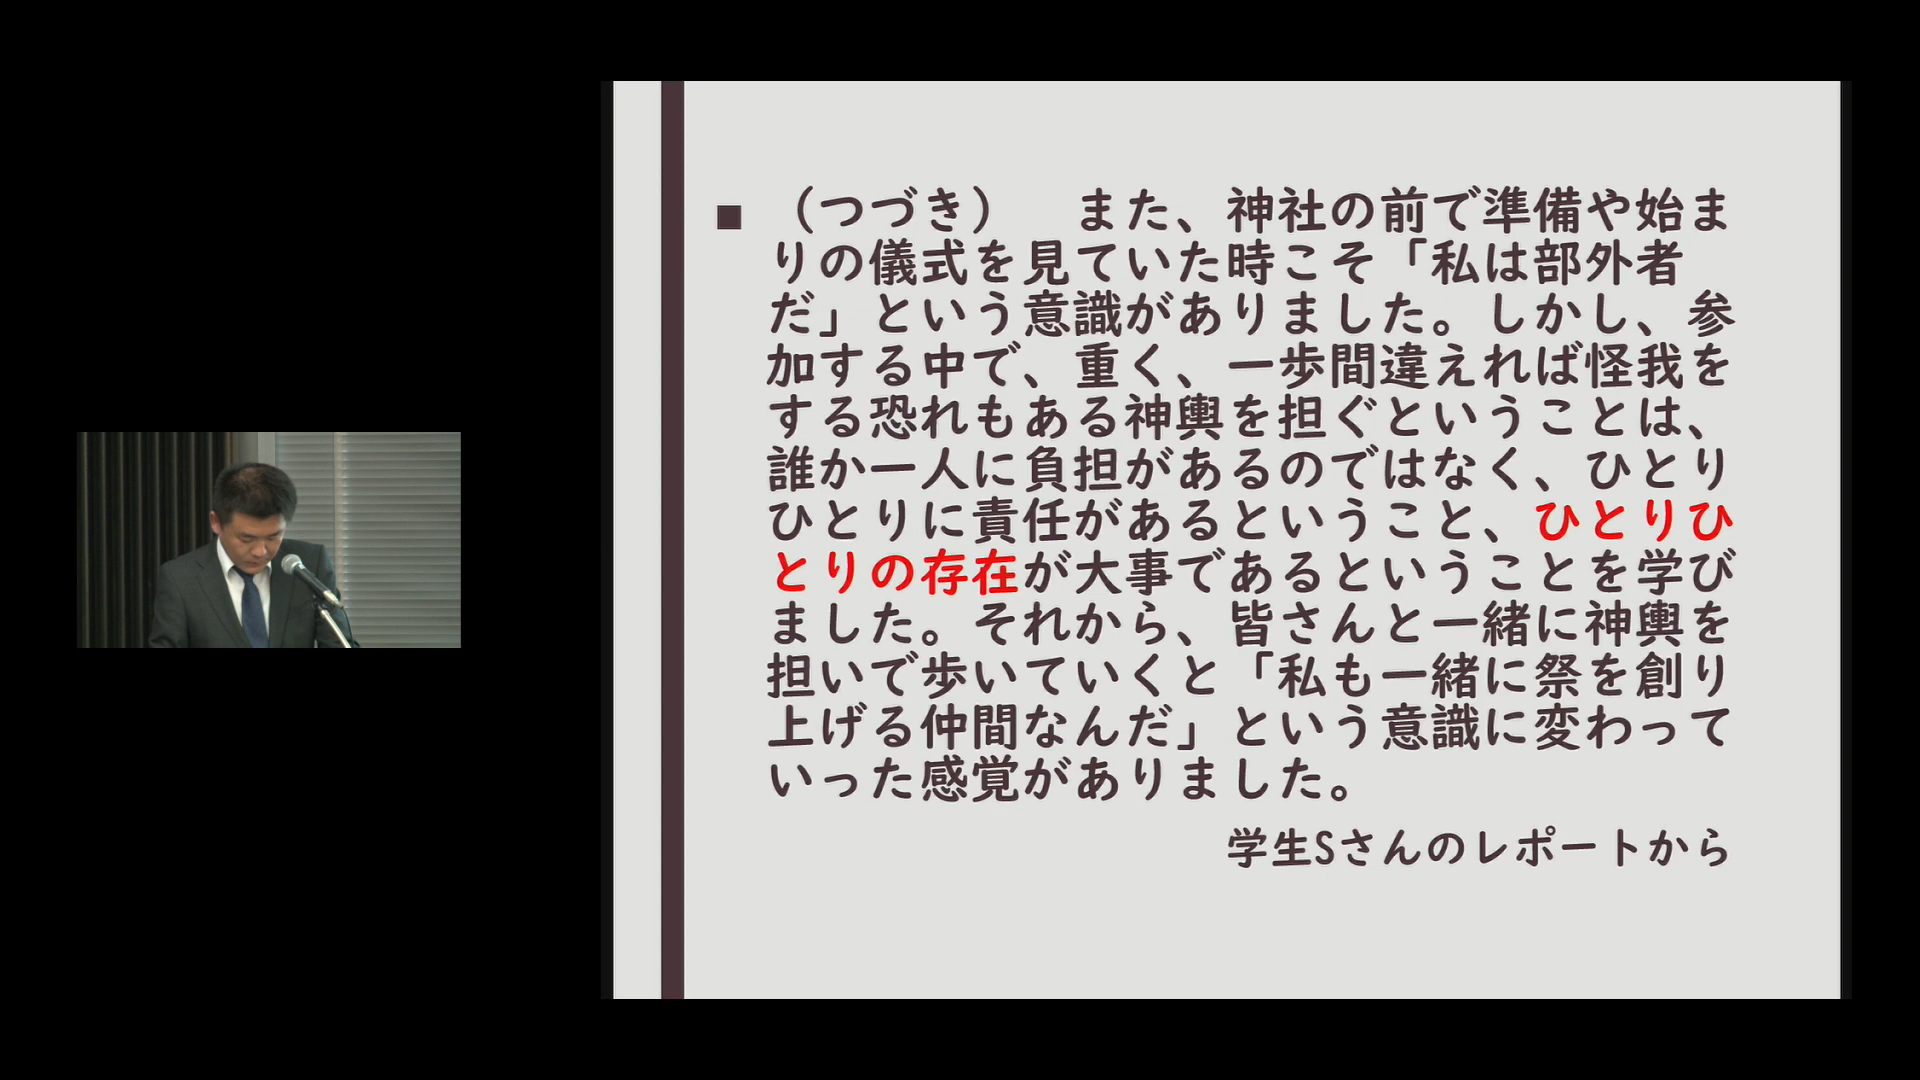 ■ （つづき）　また、神社の前で準備や始ま
りの儀式を見ていた時こそ「私は部外者
だ」という意識がありました。しかし、参
加する中で、重く、一歩間違えれば怪我を
する恐れもある神輿を担ぐということは、
誰か一人に負担があるのではなく、ひとり
ひとりに責任があるということ、ひとりひ
とりの存在が大事であるということを学び
ました。それから、皆さんと一緒に神輿を
担いで歩いていくと「私も一緒に祭を創り
上げる仲間なんだ」という意識に変わって
いった感覚がありました。
学生Sさんのレポートから